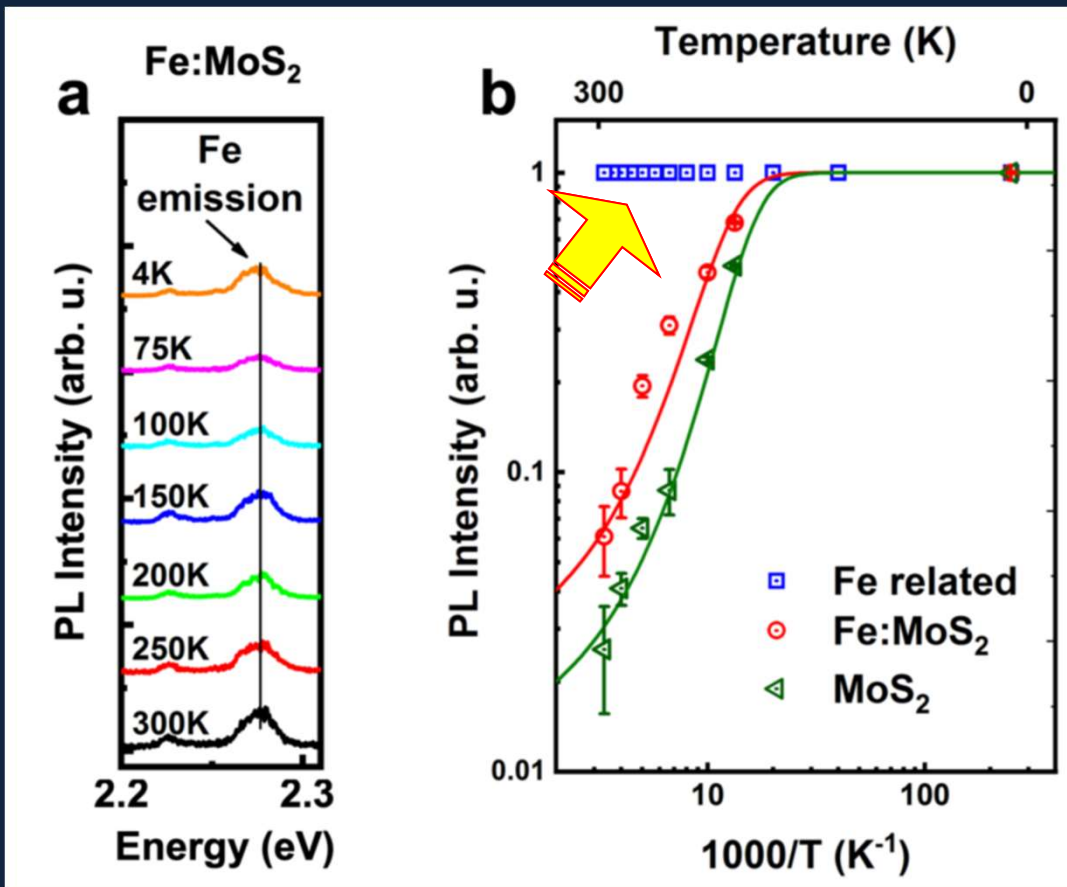 Fe:MoS₂
a
Fe
emission
4K
75K
100K
150K
200K
250K
300K
PL Intensity (arb. u.)
2.2
2.3
Energy (eV)
b
Temperature (K)
300
0
1
0.1
0.01
PL Intensity (arb. u.)
Fe related
Fe:MoS₂
MoS₂
10
100
1000/T (K⁻¹)